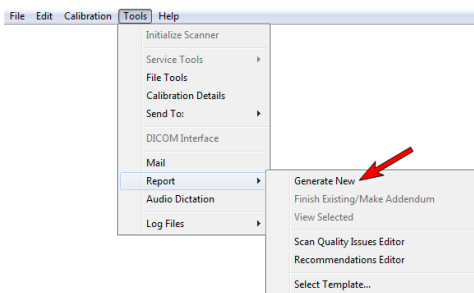 File Edit Calibration Tools Help
Initialize Scanner
Service Tools
File Tools
Calibration Details
Send To:
DICOM Interface
Mail
Report
Audio Dictation
Log Files
Generate New
Finish Existing/Make Addendum
View Selected
Scan Quality Issues Editor
Recommendations Editor
Select Template...